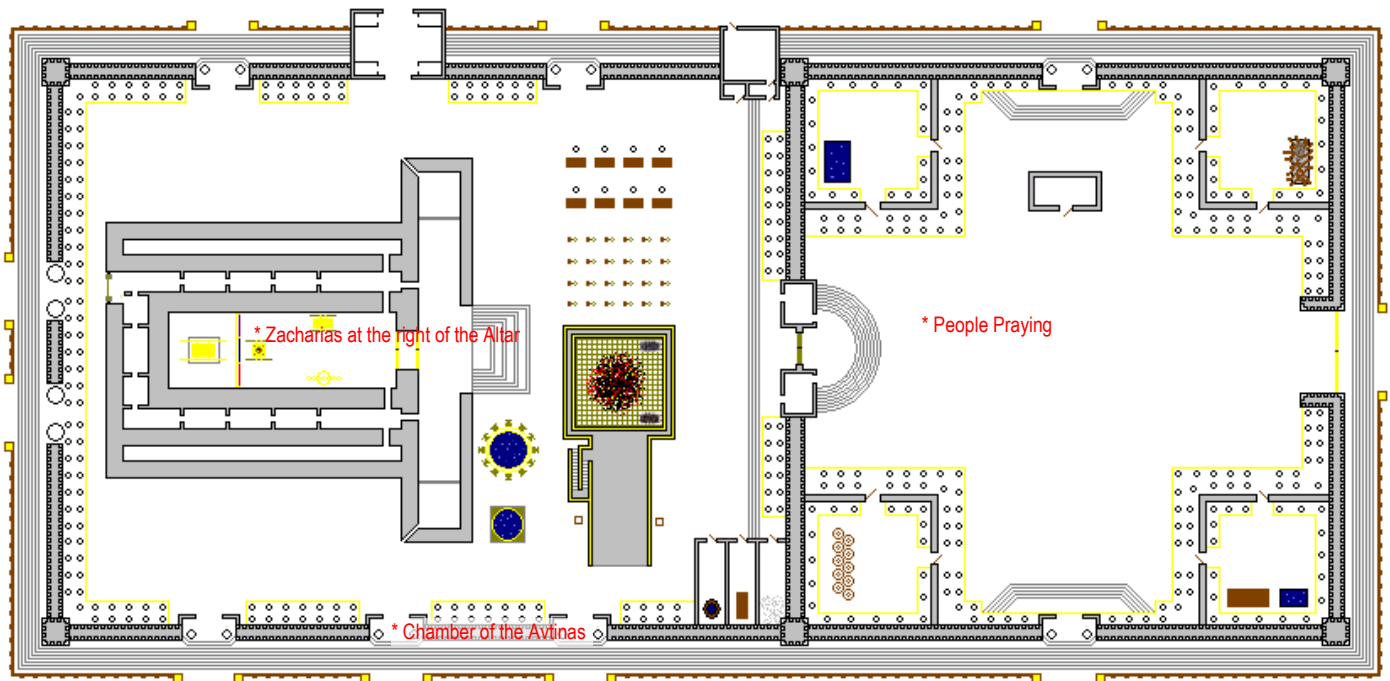 * People Praying
* Zacharias at the right of the Altar
* Chamber of the Avtinas